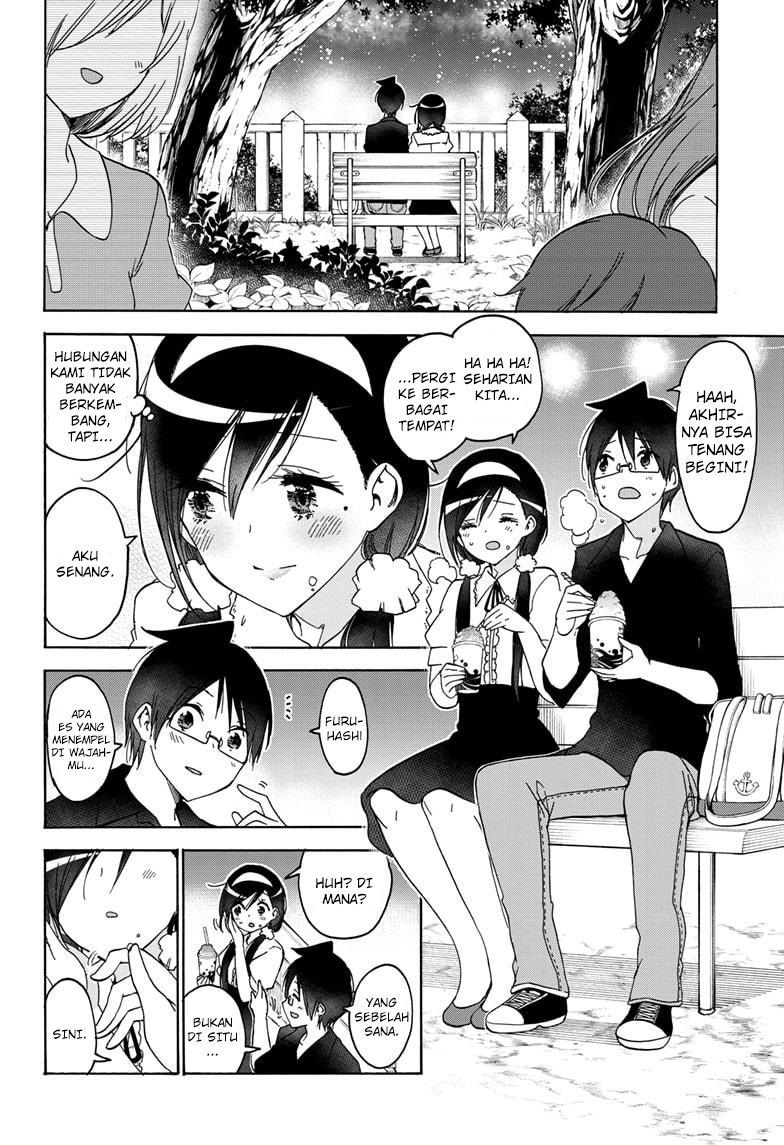 HAAH,
AKHIR-
NYA BISA
TENANG
BEGINI!
HA HA HA!
SEHARIAN
KITA...
...PERGI
KE BER-
BAGAI
TEMPAT!
HUBUNGAN
KAMI TIDAK
BANYAK
BERKEM-
BANG,
TAPI...
AKU
SENANG.
FURU-
HASH!
ADA
ES YANG
MENEMPEL
DI WAJAH-
MU...
HUH? DI
MANA?
YANG
SEBELAH
SANA.
BUKAN
DI SITU
...
SINI.